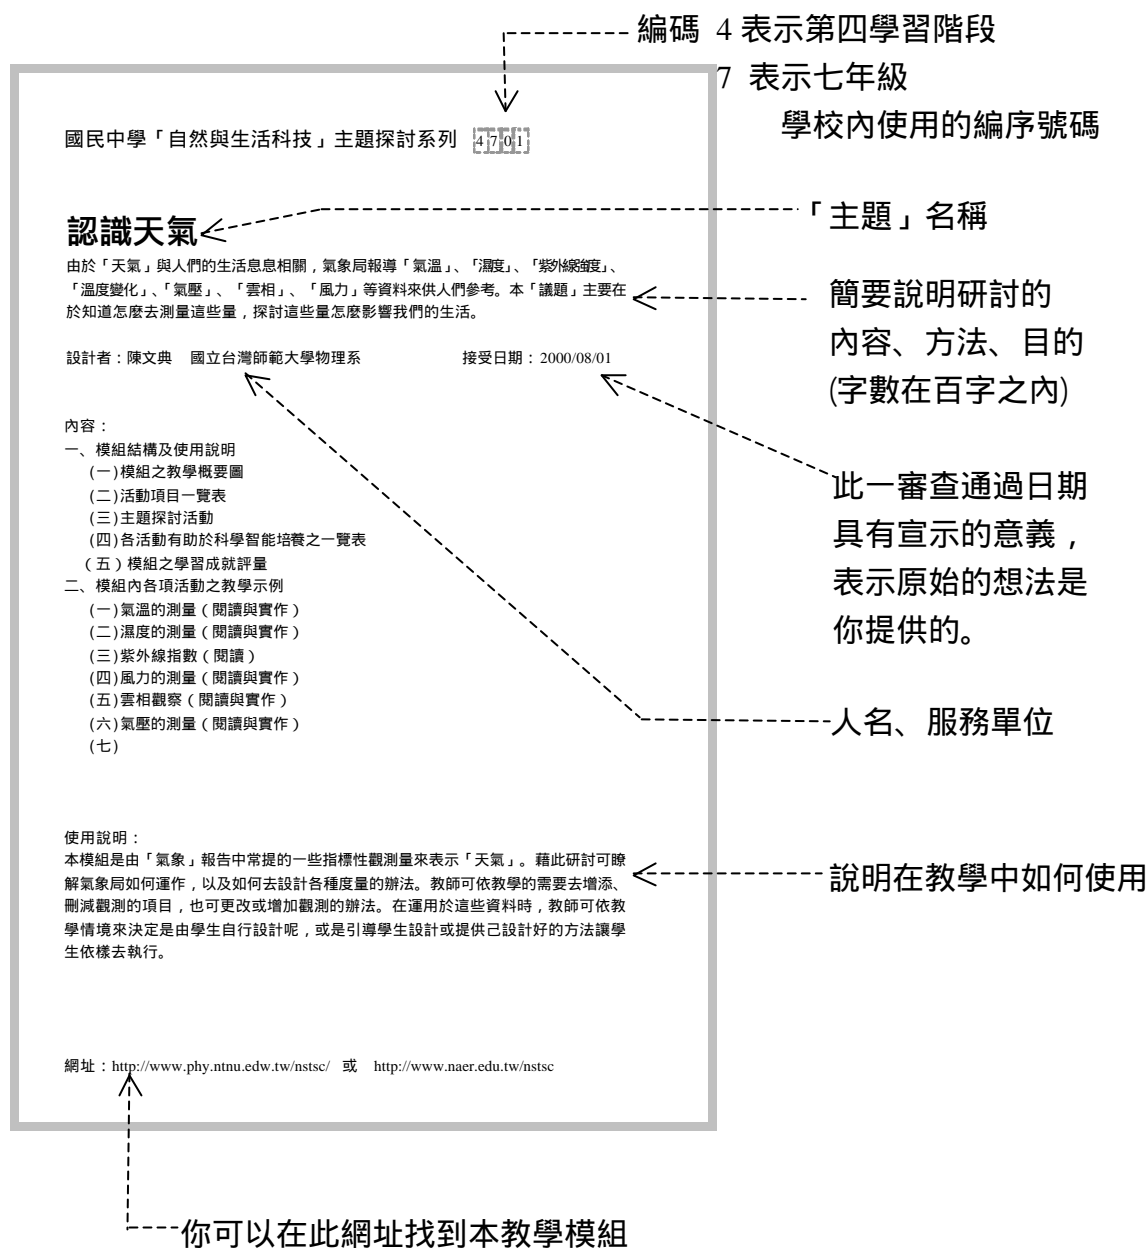 編碼 4 表示第四學習階段
7 表示七年級
學校內使用的編序號碼
國民中學「自然與生活科技」主題探討系列 4701
認識天氣
「主題」名稱
由於「天氣」與人們的生活息息相關，氣象局報導「氣溫」、「濕度」、「紫外線強度」、
「溫度變化」、「氣壓」、「雲相」、「風力」等資料來供人們參考。本「議題」主要在
於知道怎麼去測量這些量，探討這些量怎麼影響我們的生活。
簡要說明研討的
內容、方法、目的
(字數在百字之內)
設計者：陳文典 國立台灣師範大學物理系 接受日期：2000/08/01
此一審查通過日期
具有宣示的意義，
表示原始的想法是
你提供的。
人名、服務單位
內容：
一、模組結構及使用說明
(一)模組之教學概要圖
(二)活動項目一覽表
(三)主題探討活動
(四)各活動有助於科學智能培養之一覽表
（五）模組之學習成就評量
二、模組內各項活動之教學示例
(一)氣溫的測量（閱讀與實作）
(二)濕度的測量（閱讀與實作）
(三)紫外線指數（閱讀）
(四)風力的測量（閱讀與實作）
(五)雲相觀察（閱讀與實作）
(六)氣壓的測量（閱讀與實作）
(七)
使用說明：
本模組是由「氣象」報告中常提的一些指標性觀測量來表示「天氣」。藉此研討可瞭
解氣象局如何運作，以及如何去設計各種度量的辦法。教師可依教學的需要去增添、
刪減觀測的項目，也可更改或增加觀測的辦法。在運用於這些資料時，教師可依教
學情境來決定是由學生自行設計呢，或是引導學生設計或提供己設計好的方法讓學
生依樣去執行。
說明在教學中如何使用
網址：http://www.phy.ntnu.edw.tw/nstsc/ 或 http://www.naer.edu.tw/nstsc
你可以在此網址找到本教學模組